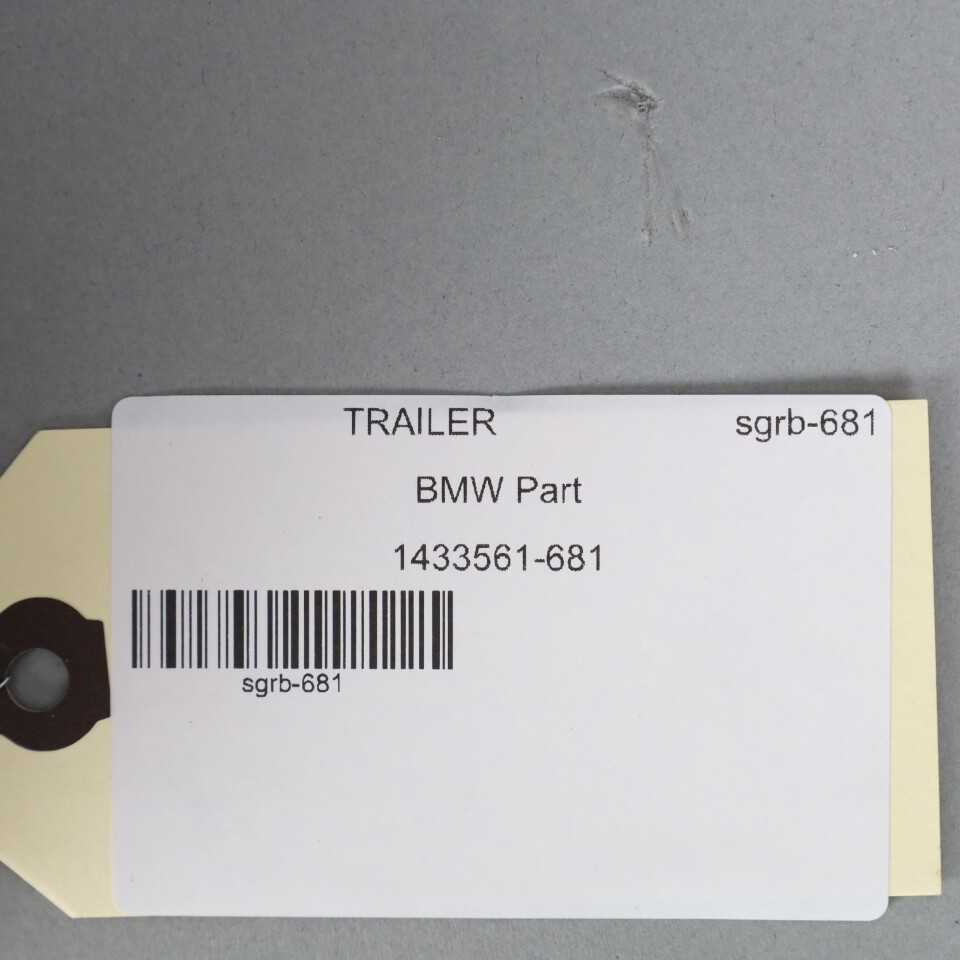 TRAILER sgrb-681
BMW Part
1433561-681
sgrb-681